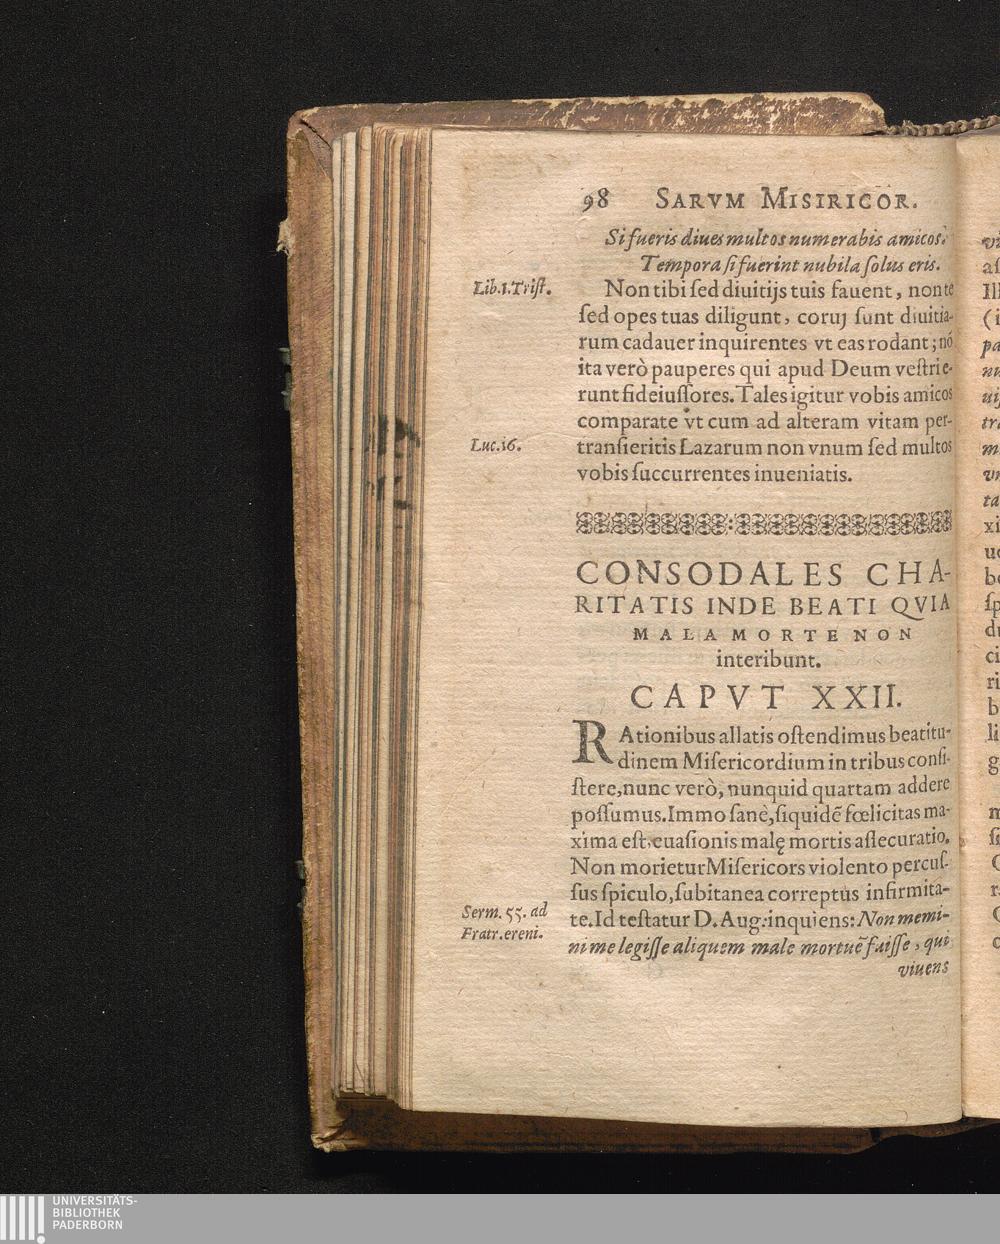 98 SARVM MISIRICOR.
Si fueris diues multos numerabis amicos:
Tempora si fuerint nubila solus eris.
Lib.1.Trist.
Non tibi sed diuitijs tuis fauent, non te
sed opes tuas diligunt, coruj sunt diuitia-
rum cadauer inquirentes vt eas rodant; nō
ita verò pauperes qui apud Deum vestri e-
runt fideiussores. Tales igitur vobis amicos
comparate vt cum ad alteram vitam per-
Luc.16.
transieritis Lazarum non vnum sed multos
vobis succurrentes inueniatis.
CONSODALES CHA-
RITATIS INDE BEATI QVIA
MALA MORTE NON
interibunt.
CAPVT XXII.
RAtionibus allatis ostendimus beatitu-
dinem Misericordium in tribus consi-
stere, nunc verò, nunquid quartam addere
possumus. Immo sanè, siquidē fœlicitas ma-
xima est, euasionis malę mortis assecuratio.
Non morietur Misericors violento percus-
sus spiculo, subitanea correptus infirmita-
Serm. 55. ad
Fratr. ereni.
te. Id testatur D. Aug: inquiens: Non memi-
nime legisse aliquem male mortuē fuisse, qui
viuens
UNIVERSITÄTS-
BIBLIOTHEK
PADERBORN